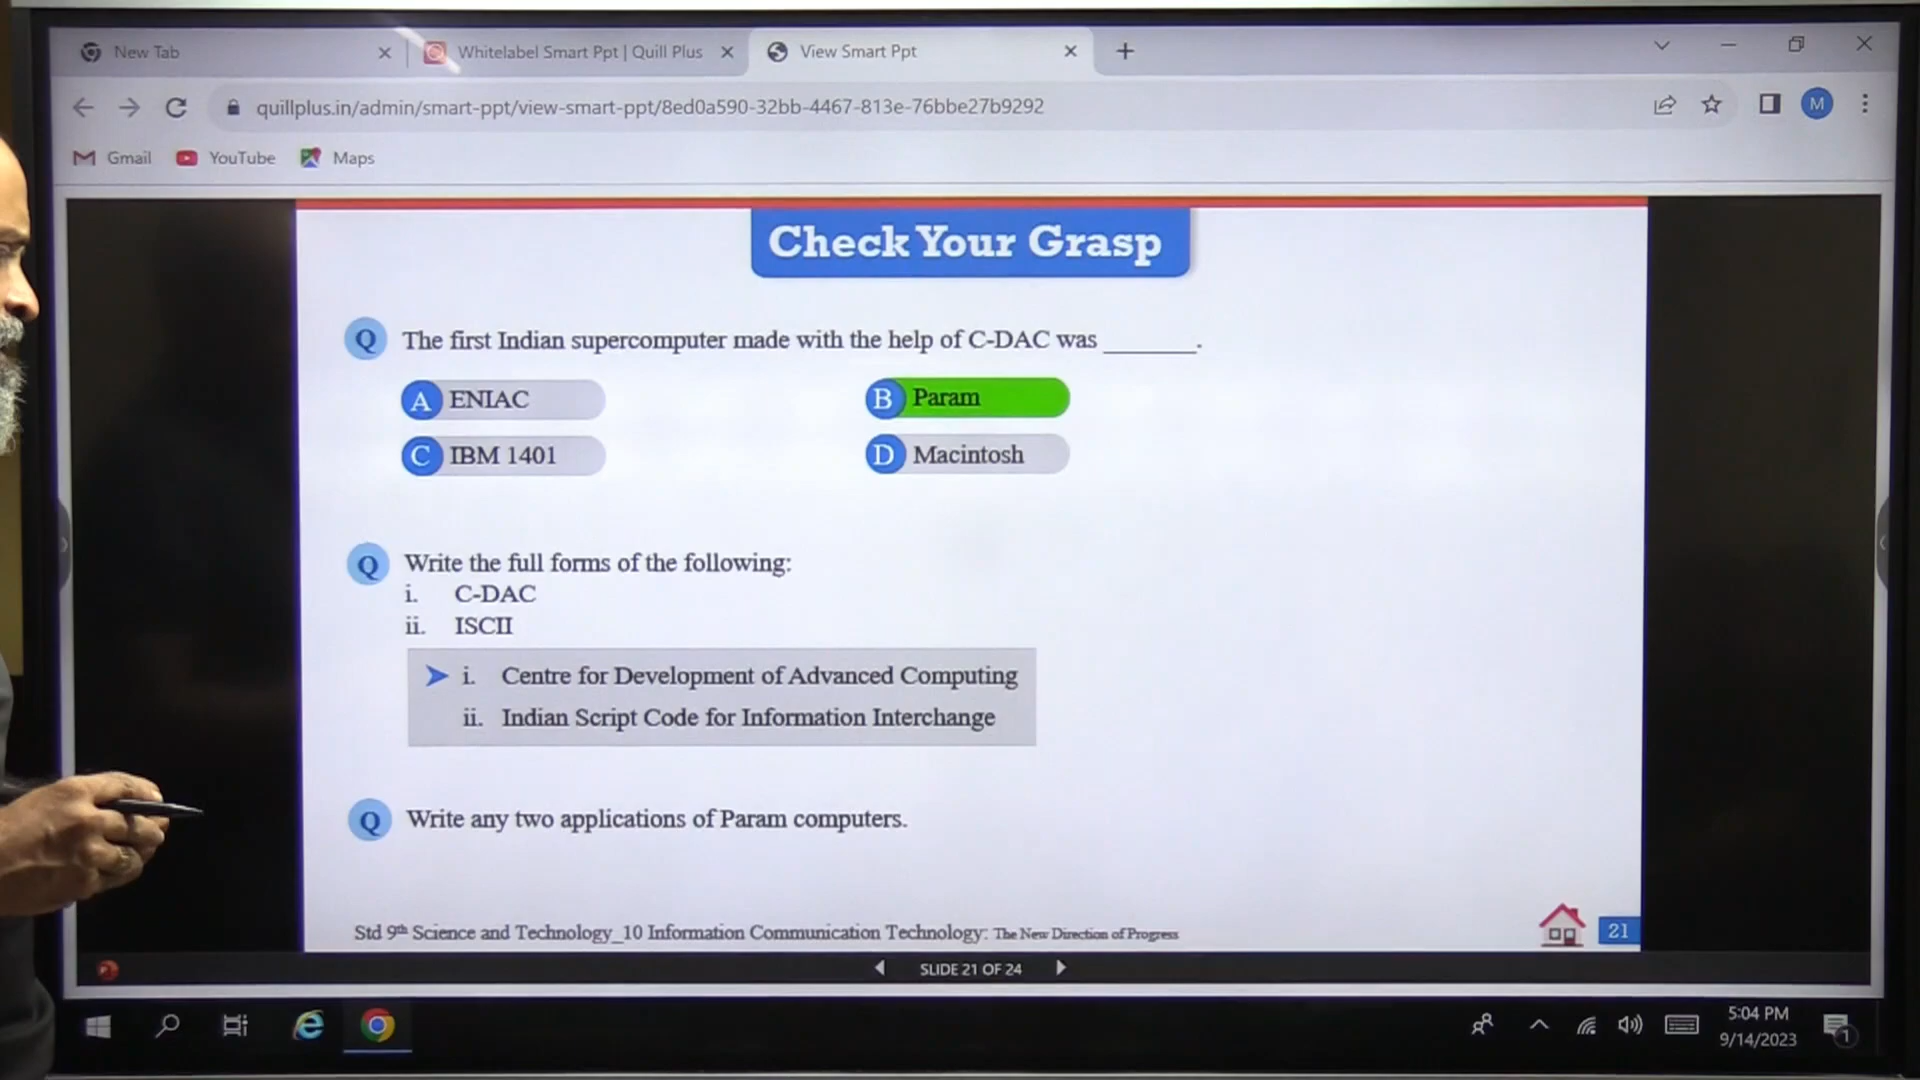 New Tab
Whitelabel Smart Ppt | Quill Plus
View Smart Ppt
quillplus.in/admin/smart-ppt/view-smart-ppt/8ed0a590-32bb-4467-813e-76bbe27b9292
M
Gmail
YouTube
Maps
Check Your Grasp
Q The first Indian supercomputer made with the help of C-DAC was _______.
A ENIAC
B Param
C IBM 1401
D Macintosh
Q Write the full forms of the following:
i. C-DAC
ii. ISCII
i. Centre for Development of Advanced Computing
ii. Indian Script Code for Information Interchange
Q Write any two applications of Param computers.
Std 9th Science and Technology_10 Information Communication Technology: The New Direction of Progress
21
SLIDE 21 OF 24
5:04 PM
9/14/2023
1